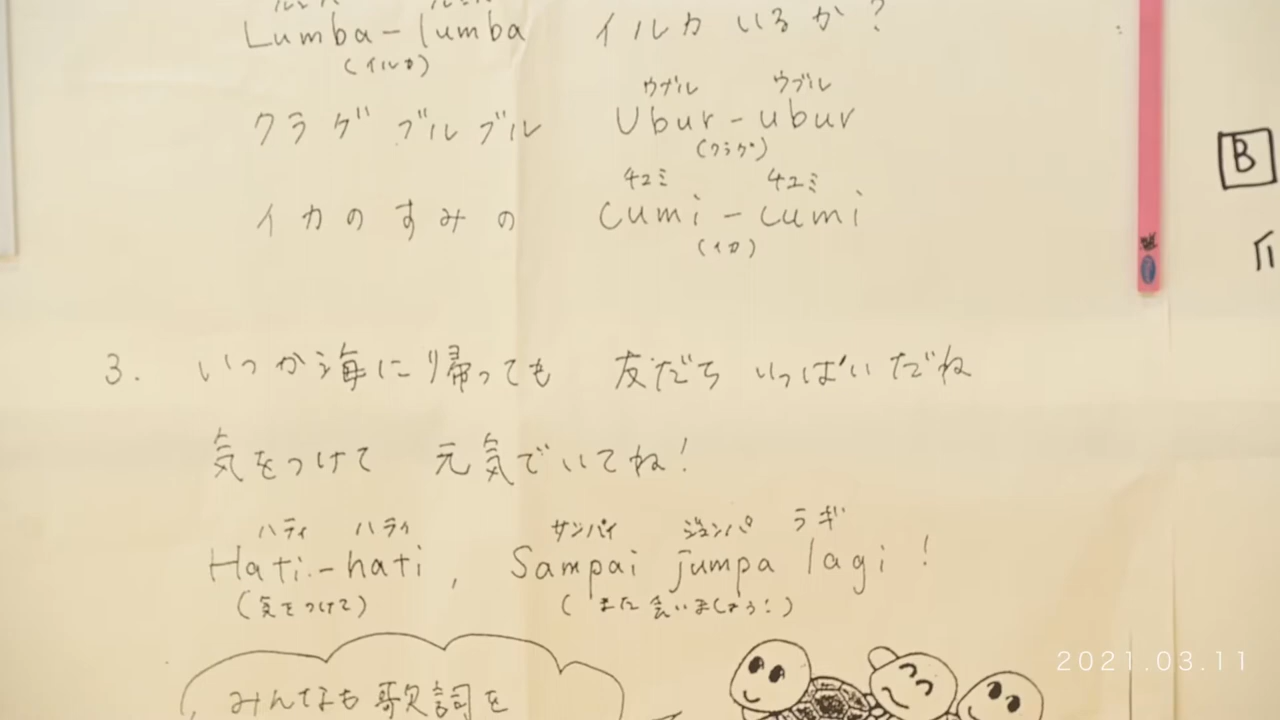 Lumba-lumba イルカいるか?
(イルカ)
ウブル ウブル
クラゲ ブルブル Ubur-ubur
(クラゲ)
チュミ チュミ
イカのすみの Cumi-cumi
(イカ)
3. いつか海に帰っても 友だち いっぱいだね
気をつけて 元気でいてね!
ハティ ハティ サンパイ ジュンパ ラギ
Hati-hati, Sampai jumpa lagi!
(気をつけて) (また会いましょう!)
みんなも歌詞を
B
2021.03.11